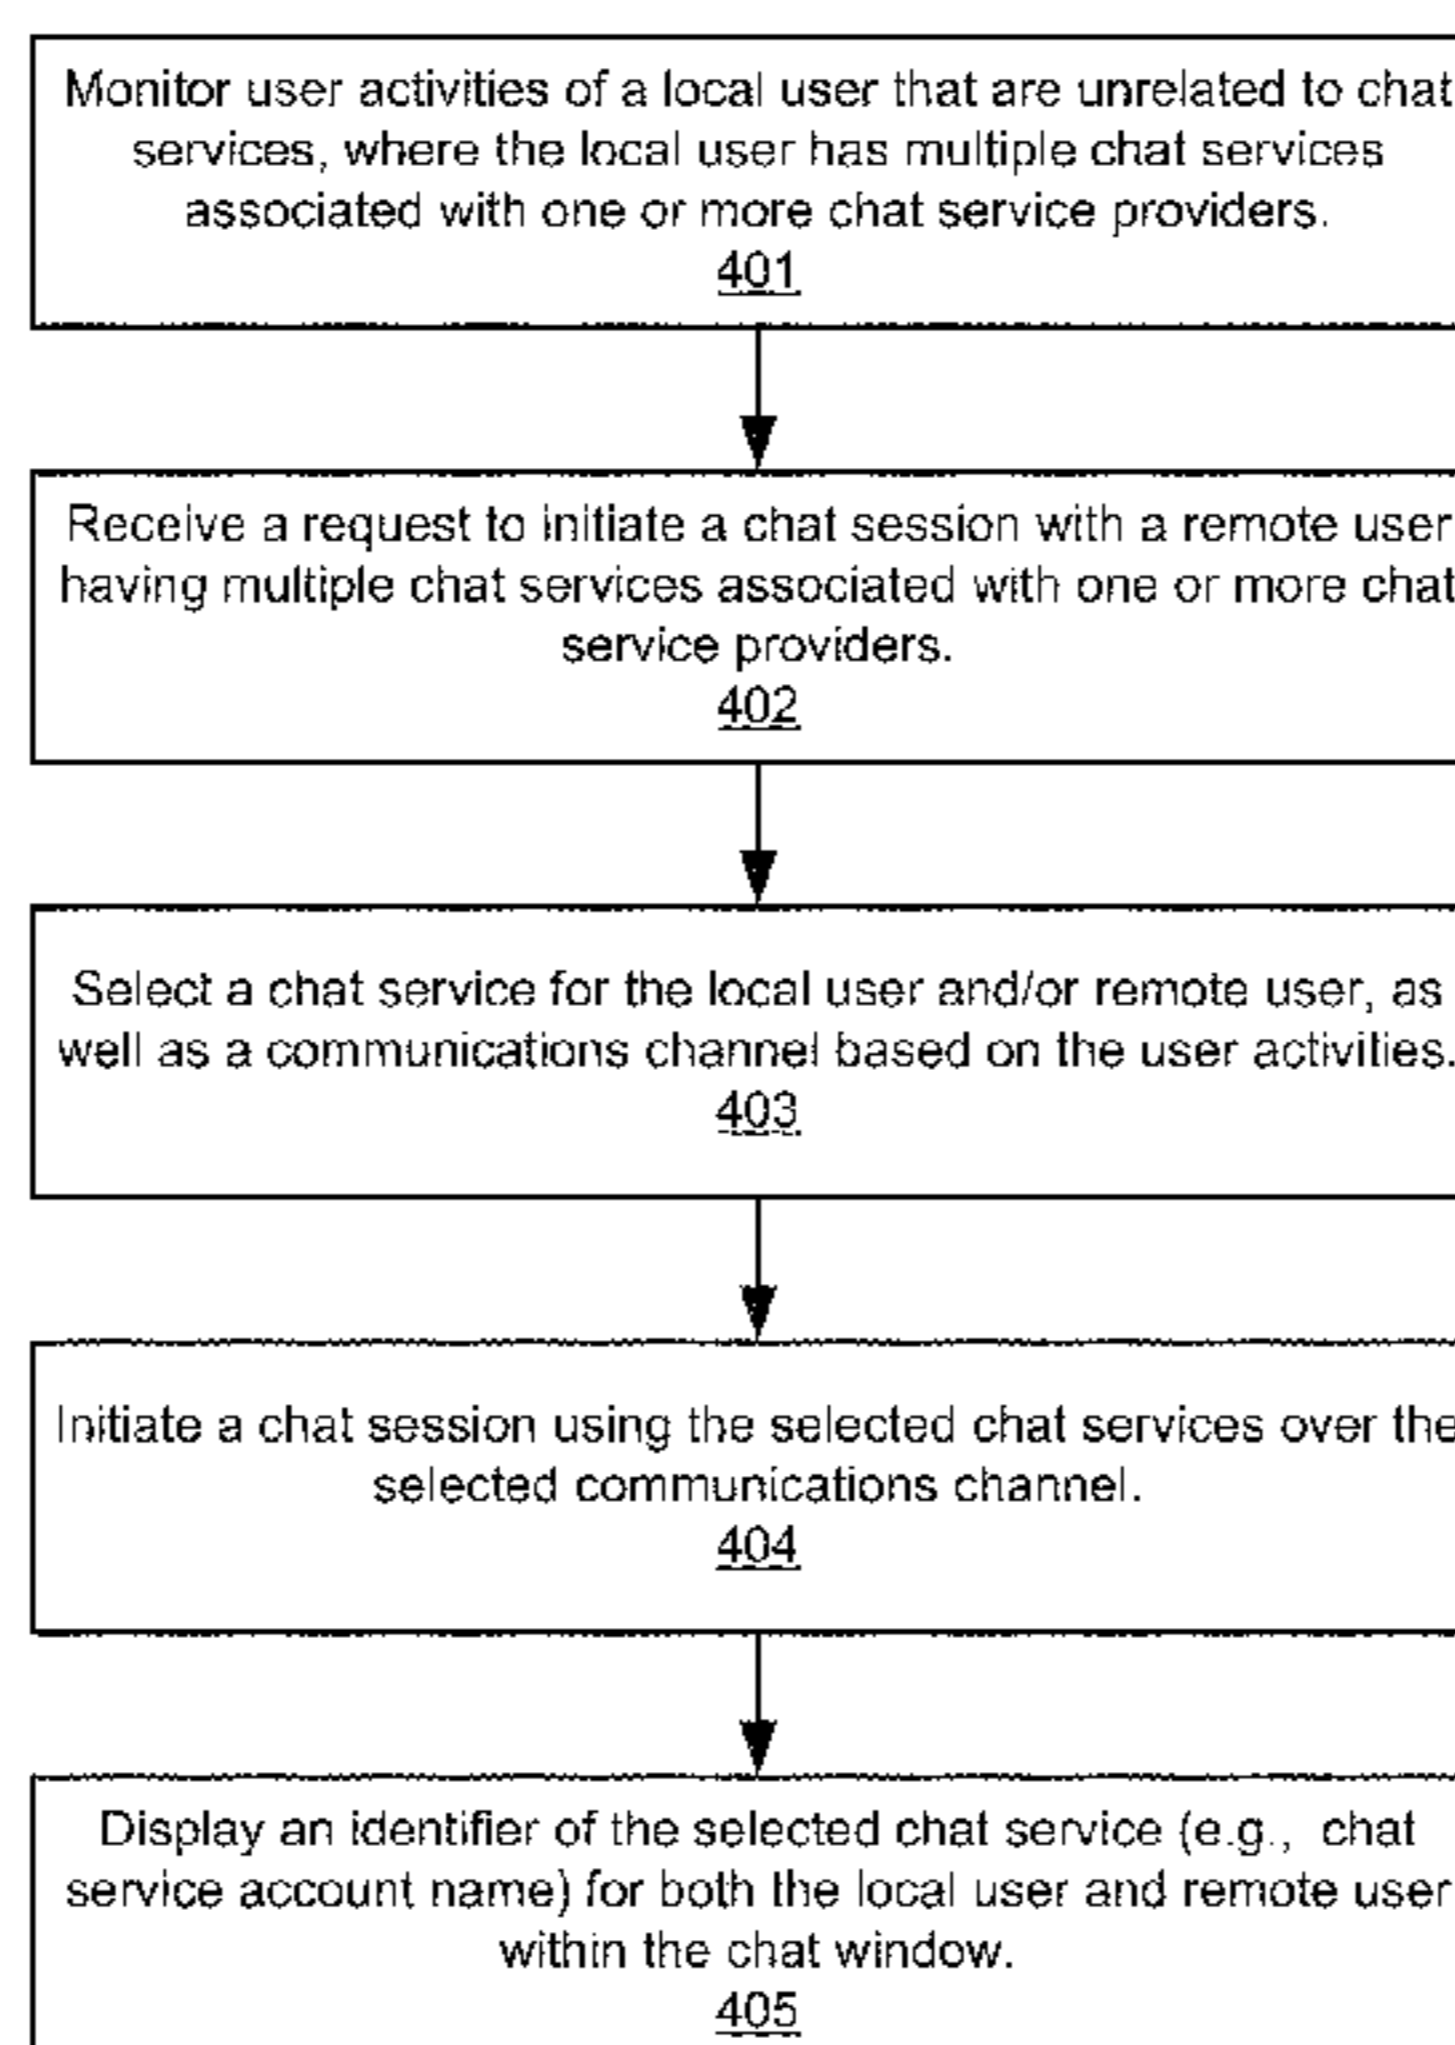 Monitor user activities of a local user that are unrelated to chat
services, where the local user has multiple chat services
associated with one or more chat service providers.
401
Receive a request to initiate a chat session with a remote user
having multiple chat services associated with one or more chat
service providers.
402
Select a chat service for the local user and/or remote user, as
well as a communications channel based on the user activities.
403
Initiate a chat session using the selected chat services over the
selected communications channel.
404
Display an identifier of the selected chat service (e.g., chat
service account name) for both the local user and remote user
within the chat window.
405